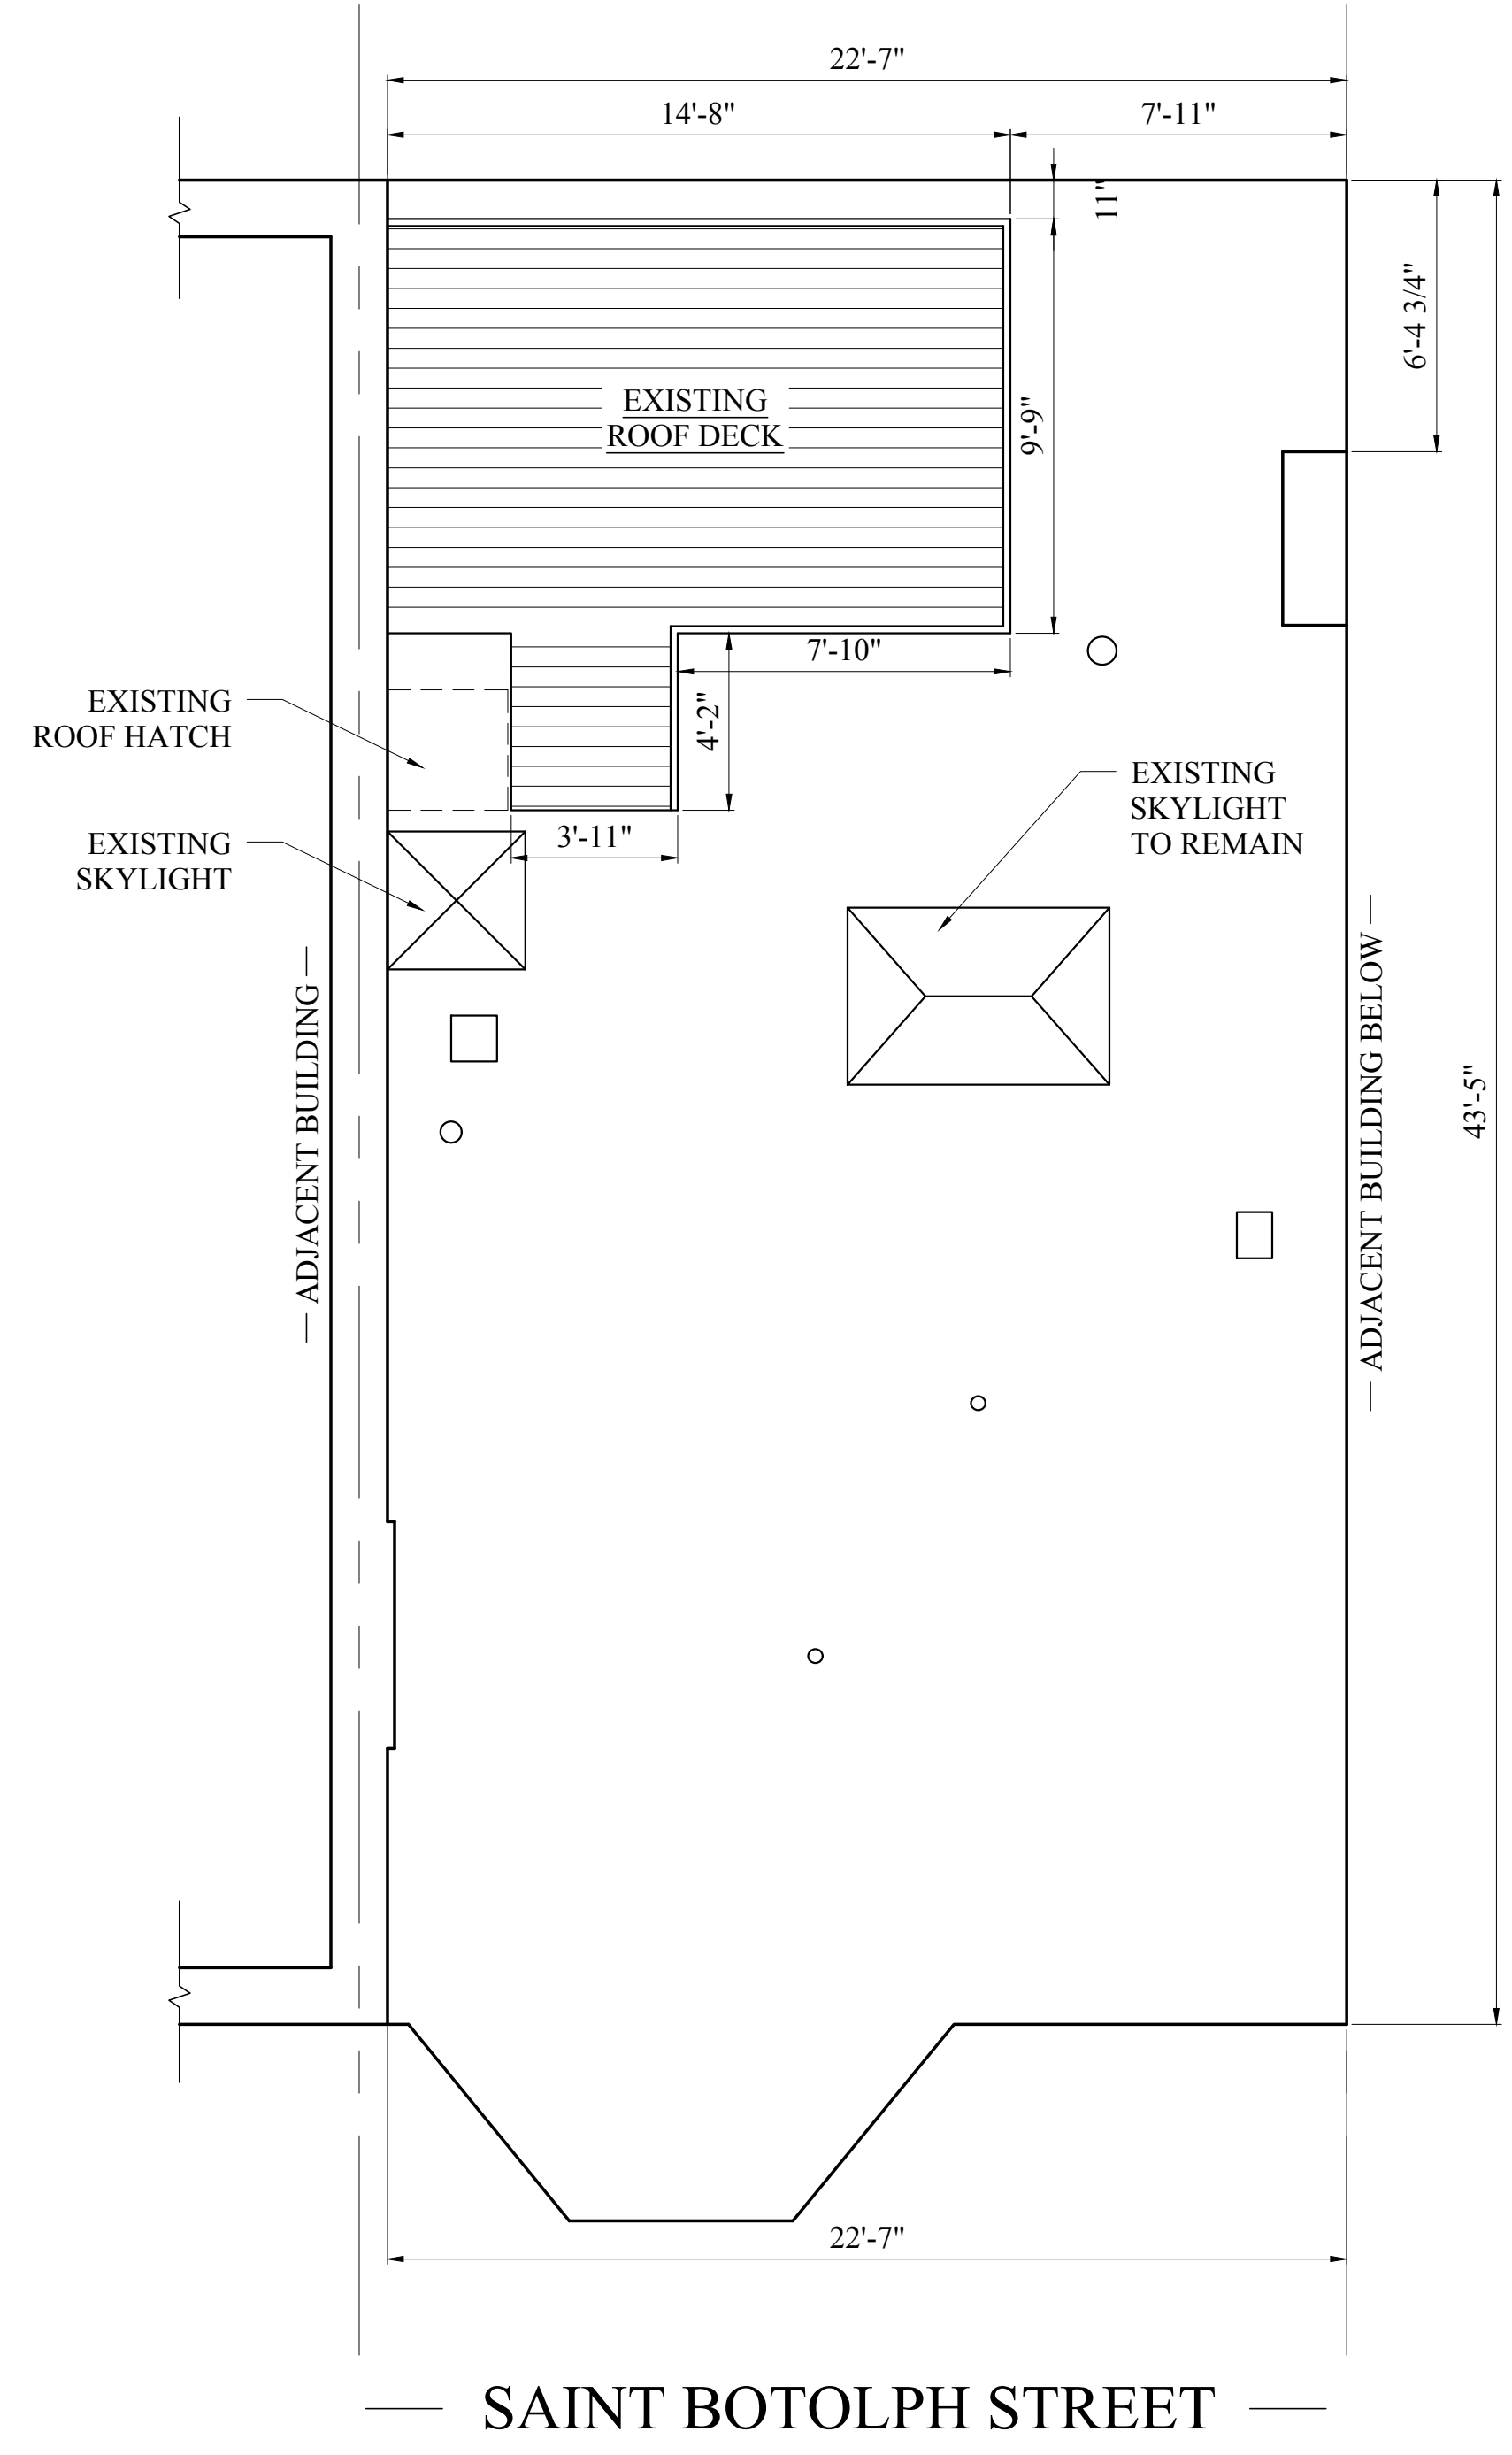 22'-7"
14'-8"
7'-11"
11"
6'-4 3/4"
EXISTING
ROOF DECK
9'-9"
7'-10"
EXISTING
ROOF HATCH
4'-2"
EXISTING
SKYLIGHT
TO REMAIN
3'-11"
EXISTING
SKYLIGHT
ADJACENT BUILDING
ADJACENT BUILDING BELOW
43'-5"
22'-7"
SAINT BOTOLPH STREET